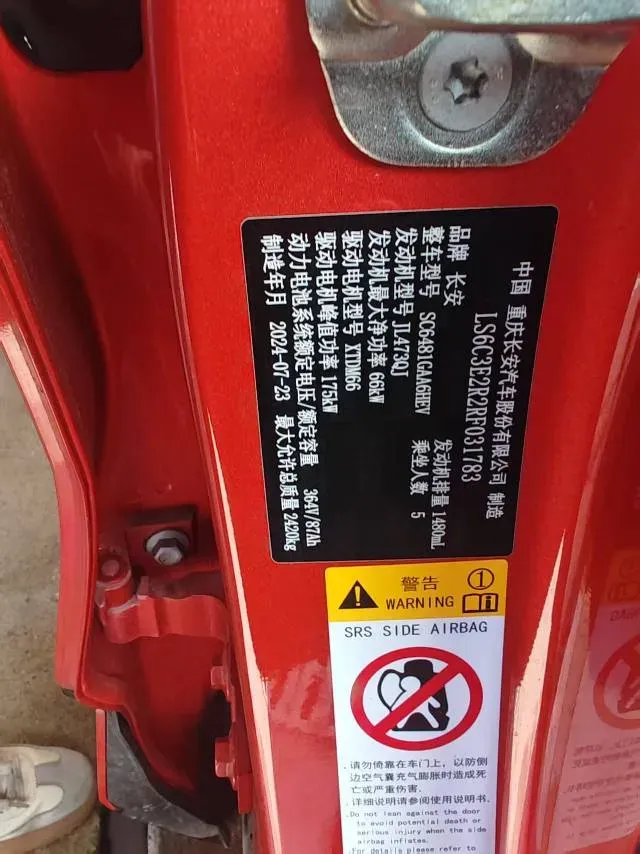 中国 重庆长安汽车股份有限公司 制造
LS6C3E2R2RF031783
品牌 长安
整车型号 SC6481GAA6HEV
发动机型号 JL473QJ 发动机排量 1480mL
发动机最大净功率 66kW 乘坐人数 5
驱动电机型号 XTDM66
驱动电机峰值功率 175kW
动力电池系统额定电压/额定容量 364V/87Ah
制造年月 2024-07-23 最大允许总质量 2420kg
警告
WARNING
SRS SIDE AIRBAG
.请勿倚靠在车门上，以防侧
边空气囊充气膨胀时造成死
亡或严重伤害.
.详细说明请参阅使用说明书.
.Do not lean against the door
to avoid potential death or
serious injury when the side
airbag inflates.
.For details, please refer to